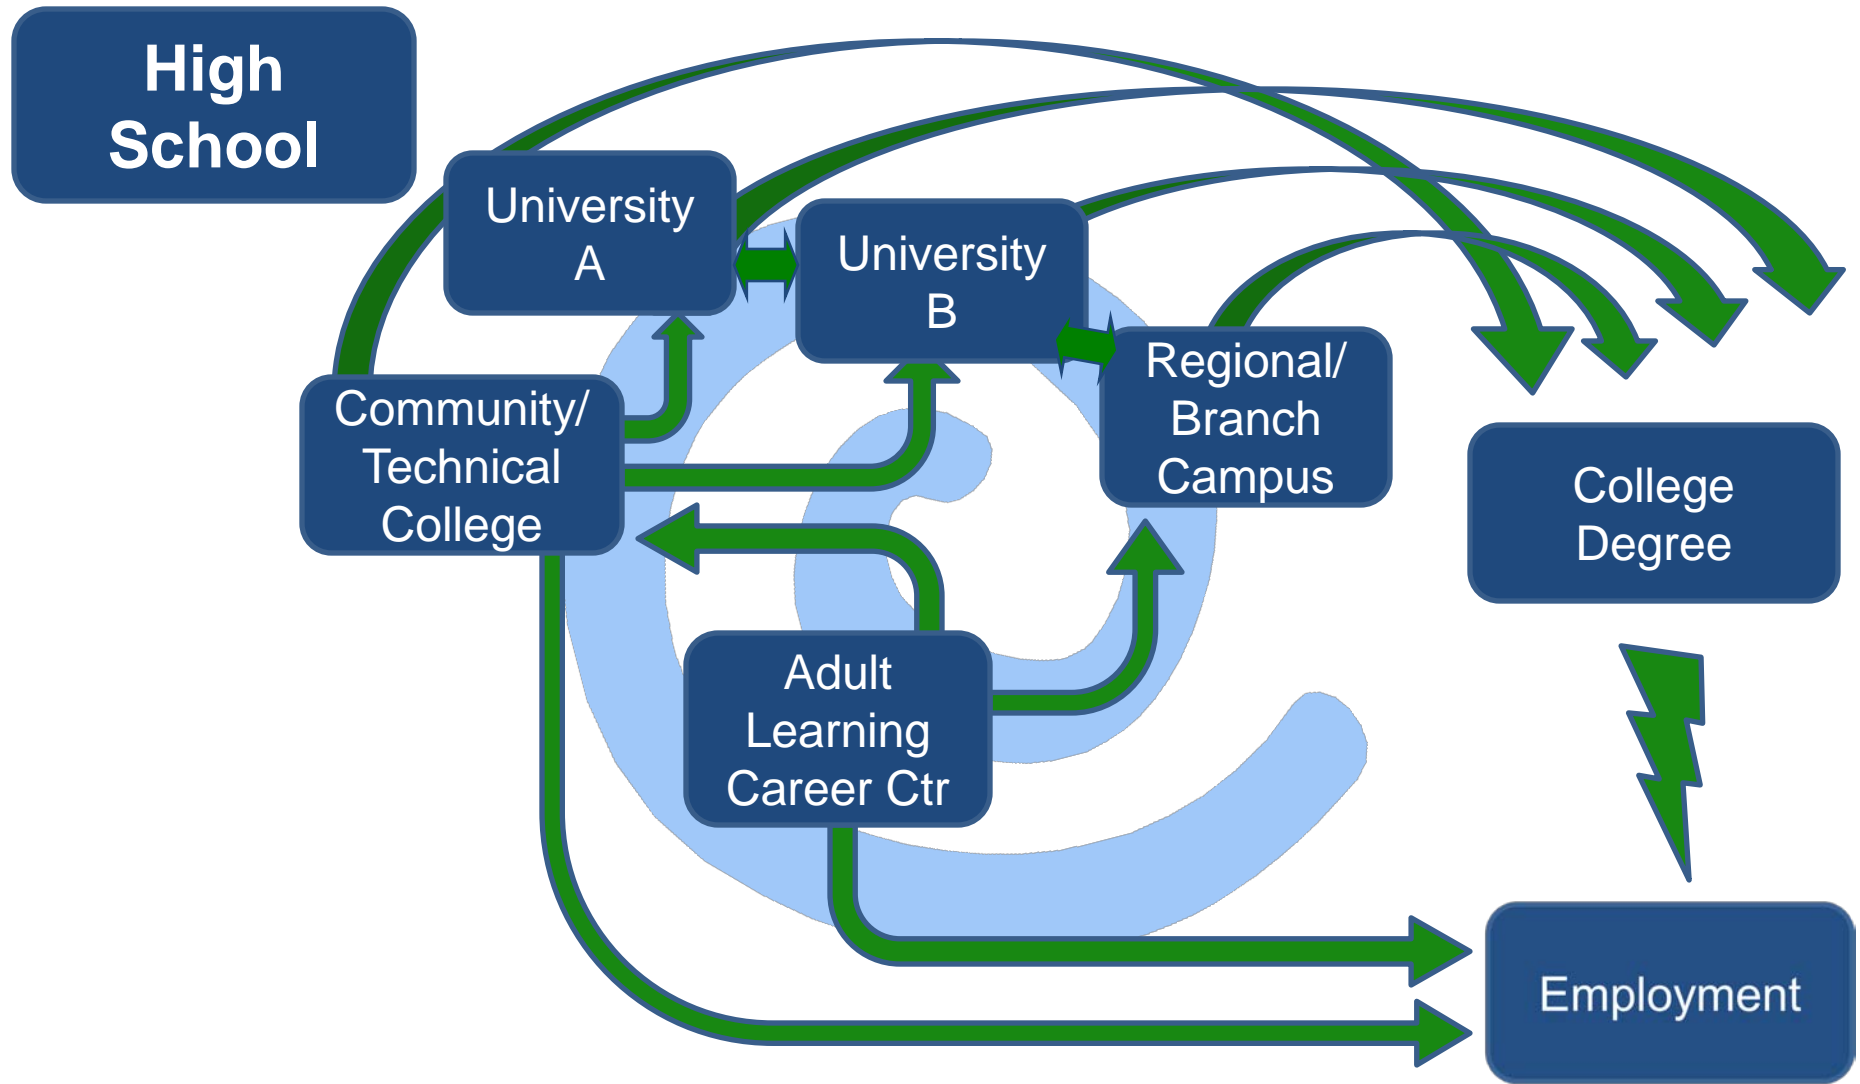 High
School
University
A
University
B
Regional/
Branch
Campus
Community/
Technical
College
College
Degree
Adult
Learning
Career Ctr
Employment